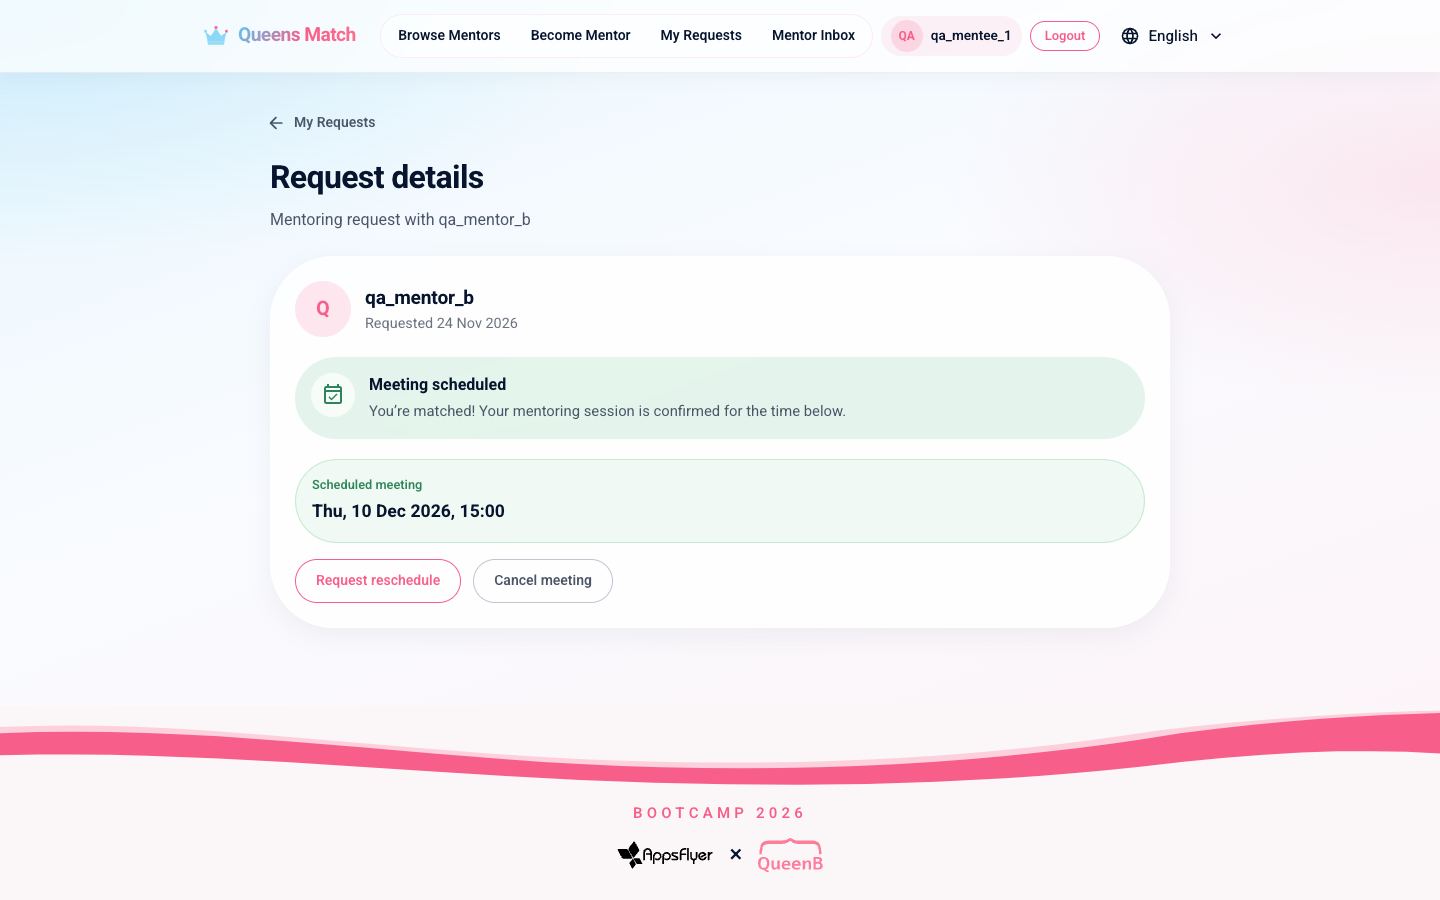 Queens Match
Browse Mentors
Become Mentor
My Requests
Mentor Inbox
QA
qa_mentee_1
Logout
English
My Requests
Request details
Mentoring request with qa_mentor_b
Q
qa_mentor_b
Requested 24 Nov 2026
Meeting scheduled
You’re matched! Your mentoring session is confirmed for the time below.
Scheduled meeting
Thu, 10 Dec 2026, 15:00
Request reschedule
Cancel meeting
BOOTCAMP 2026
AppsFlyer
×
QueenB